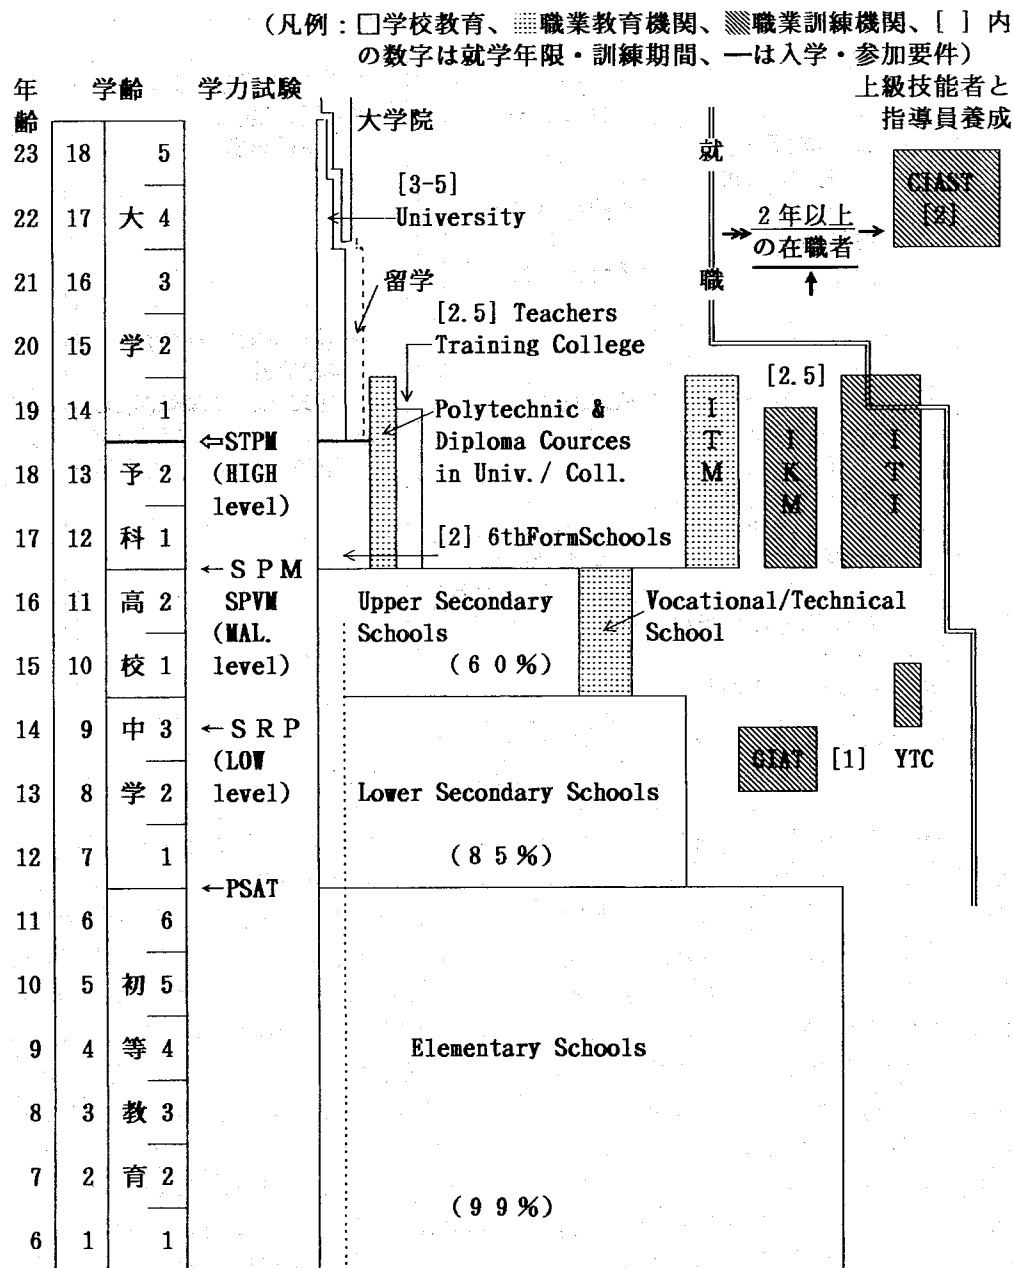 (凡例：□学校教育、▒職業教育機関、▨職業訓練機関、[ ] 内
の数字は就学年限・訓練期間、―は入学・参加要件)
年齢 学齢 学力試験
上級技能者と
指導員養成
大学院
23 18 5
就
CIAST
[2]
[3-5]
University
22 17 大 4
2年以上
の在職者
21 16 3
留学
職
[2.5] Teachers
Training College
20 15 学 2
[2.5]
19 14 1
Polytechnic &
Diploma Cources
in Univ. / Coll.
ITM
IKM
ITI
⇐STPM
(HIGH
level)
18 13 予 2
17 12 科 1
[2] 6thFormSchools
←SPM
SPVM
(MAL.
level)
16 11 高 2
Upper Secondary
Schools
(60%)
Vocational/Technical
School
15 10 校 1
14 9 中 3
←SRP
(LOW
level)
GIAT [1] YTC
13 8 学 2
Lower Secondary Schools
12 7 1
(85%)
←PSAT
11 6 6
10 5 初 5
9 4 等 4
Elementary Schools
8 3 教 3
7 2 育 2
(99%)
6 1 1